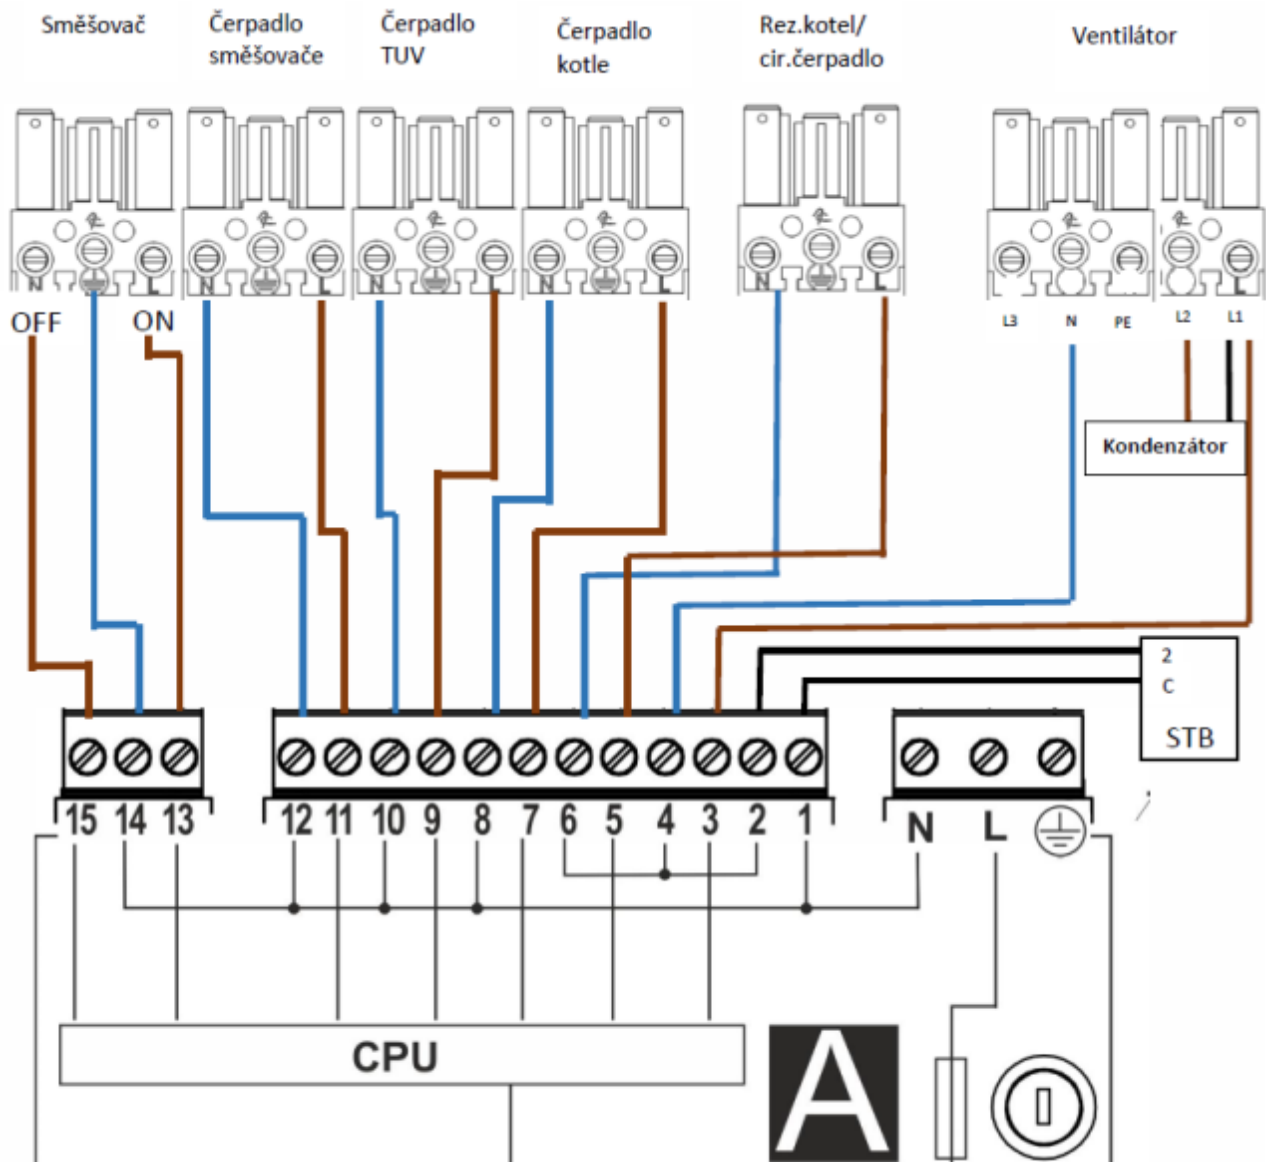 Směšovač
Čerpadlo
směšovače
Čerpadlo
TUV
Čerpadlo
kotle
Rez.kotel/
cir.čerpadlo
Ventilátor
N L
N L
N L
N L
N L
L
OFF ON
L3 N PE L2 L1
Kondenzátor
2
C
STB
15 14 13 12 11 10 9 8 7 6 5 4 3 2 1 N L
CPU
A